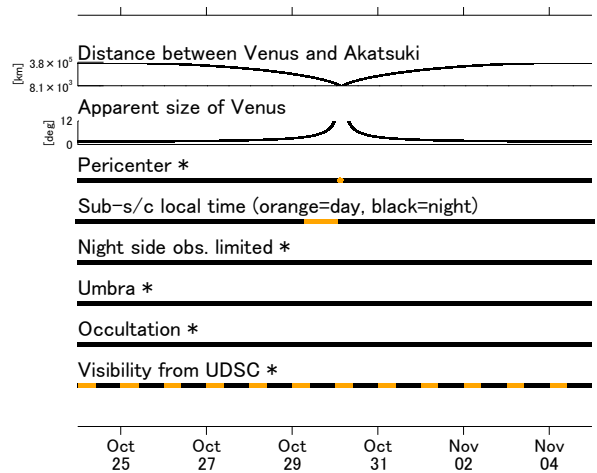 Distance between Venus and Akatsuki
3.8 × 10⁵
[km]
8.1 × 10³
Apparent size of Venus
12
[deg]
0
Pericenter *
Sub-s/c local time (orange=day, black=night)
Night side obs. limited *
Umbra *
Occultation *
Visibility from UDSC *
Oct Oct Oct Oct Nov Nov
25 27 29 31 02 04